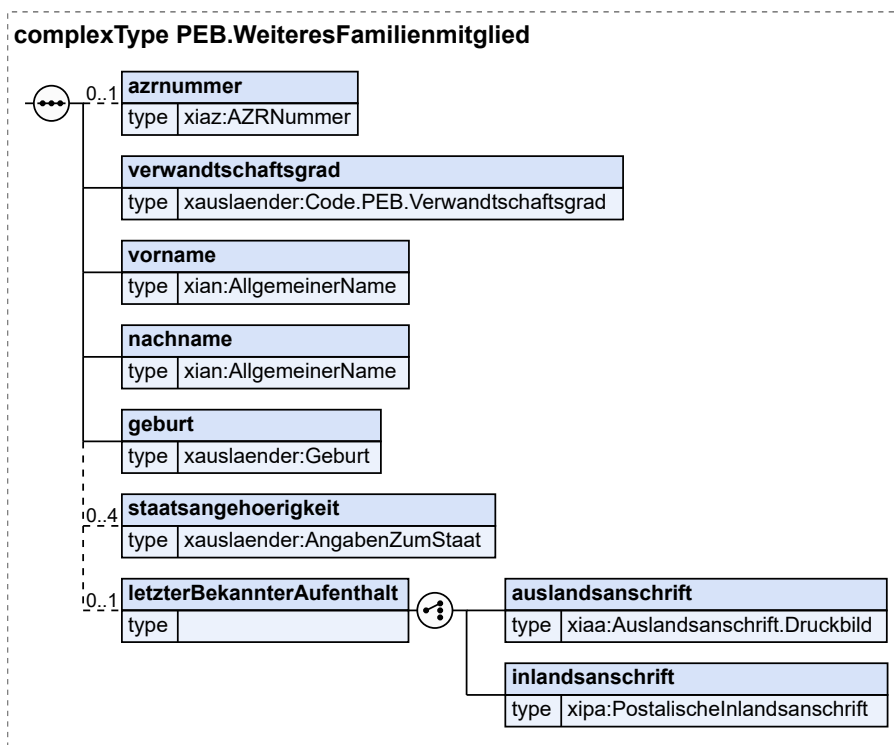 complexType PEB.WeiteresFamilienmitglied
0..1 azrnummer
type xiaz:AZRNummer
verwandtschaftsgrad
type xauslaender:Code.PEB.Verwandtschaftsgrad
vorname
type xian:AllgemeinerName
nachname
type xian:AllgemeinerName
geburt
type xauslaender:Geburt
0..4 staatsangehoerigkeit
type xauslaender:AngabenZumStaat
0..1 letzterBekannterAufenthalt
type
auslandsanschrift
type xiaa:Auslandsanschrift.Druckbild
inlandsanschrift
type xipa:PostalischeInlandsanschrift